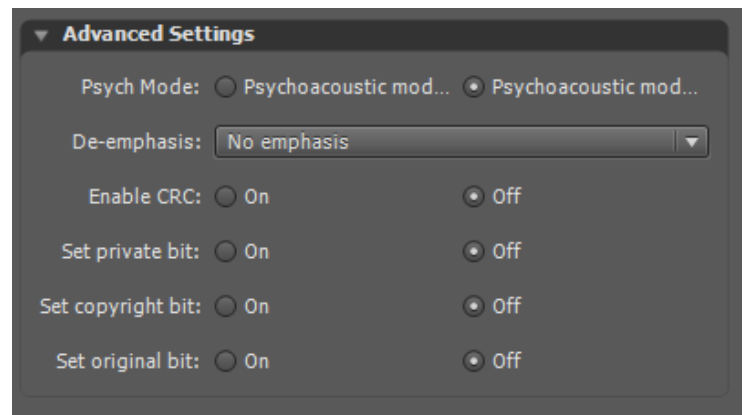 Advanced Settings
Psych Mode: Psychoacoustic mod... Psychoacoustic mod...
De-emphasis: No emphasis
Enable CRC: On Off
Set private bit: On Off
Set copyright bit: On Off
Set original bit: On Off